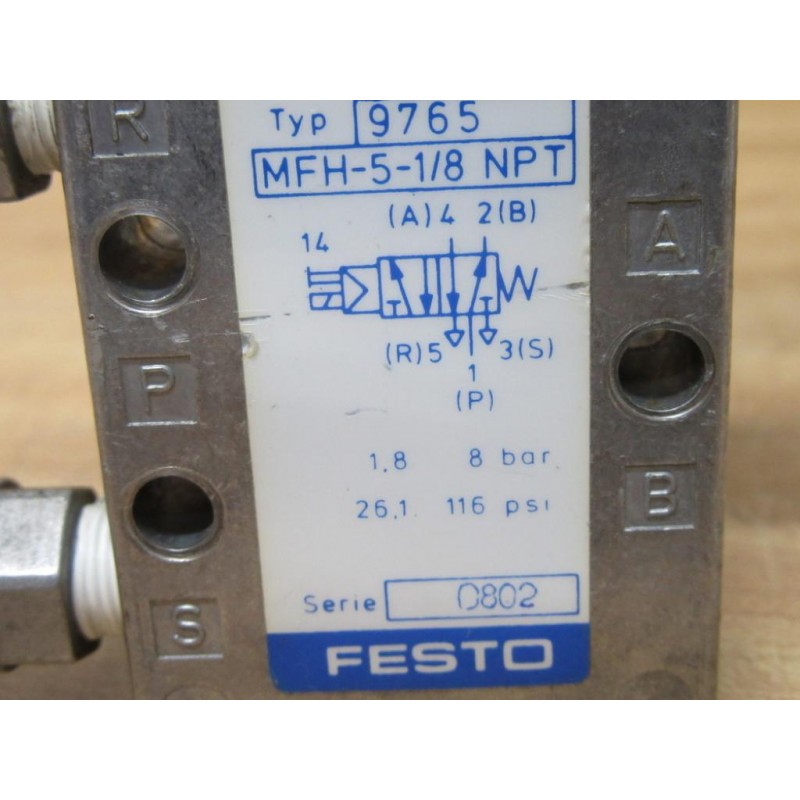 R
Typ 9765
MFH-5-1/8 NPT
(A) 4 2 (B)
14
A
(R) 5 3 (S)
1
(P)
P
1,8 8 bar
26,1 116 psi
B
Serie 0802
S
FESTO